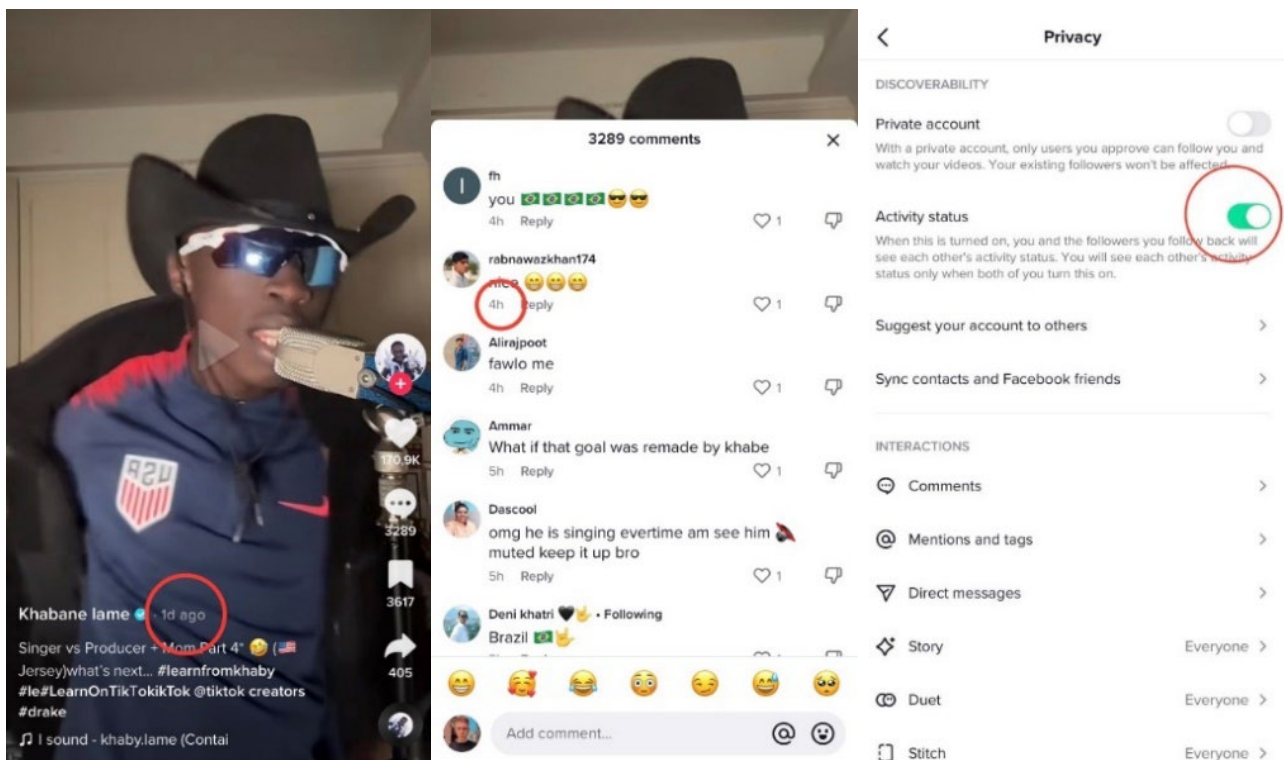 USA
170.9K
3289
3617
405
Khabane lame · 1d ago
Singer vs Producer + Mom Part 4" 🤣 (🇺🇸
Jersey)what's next... #learnfromkhaby
#le#LearnOnTikTokikTok @tiktok creators
#drake
I sound - khaby.lame (Contai
3289 comments
I
fh
you 🇧🇷🇧🇷🇧🇷🇧🇷😎😎
4h Reply
1
rabnawazkhan174
nice 😁😁😁
4h Reply
1
Alirajpoot
fawlo me
4h Reply
1
Ammar
What if that goal was remade by khabe
5h Reply
1
Dascool
omg he is singing evertime am see him
muted keep it up bro
5h Reply
1
Deni khatri 🖤🤟 • Following
Brazil 🇧🇷🤟
Add comment...
Privacy
DISCOVERABILITY
Private account
With a private account, only users you approve can follow you and
watch your videos. Your existing followers won't be affected.
Activity status
When this is turned on, you and the followers you follow back will
see each other's activity status. You will see each other's activity
status only when both of you turn this on.
Suggest your account to others
Sync contacts and Facebook friends
INTERACTIONS
Comments
Mentions and tags
Direct messages
Story Everyone
Duet Everyone
Stitch Everyone